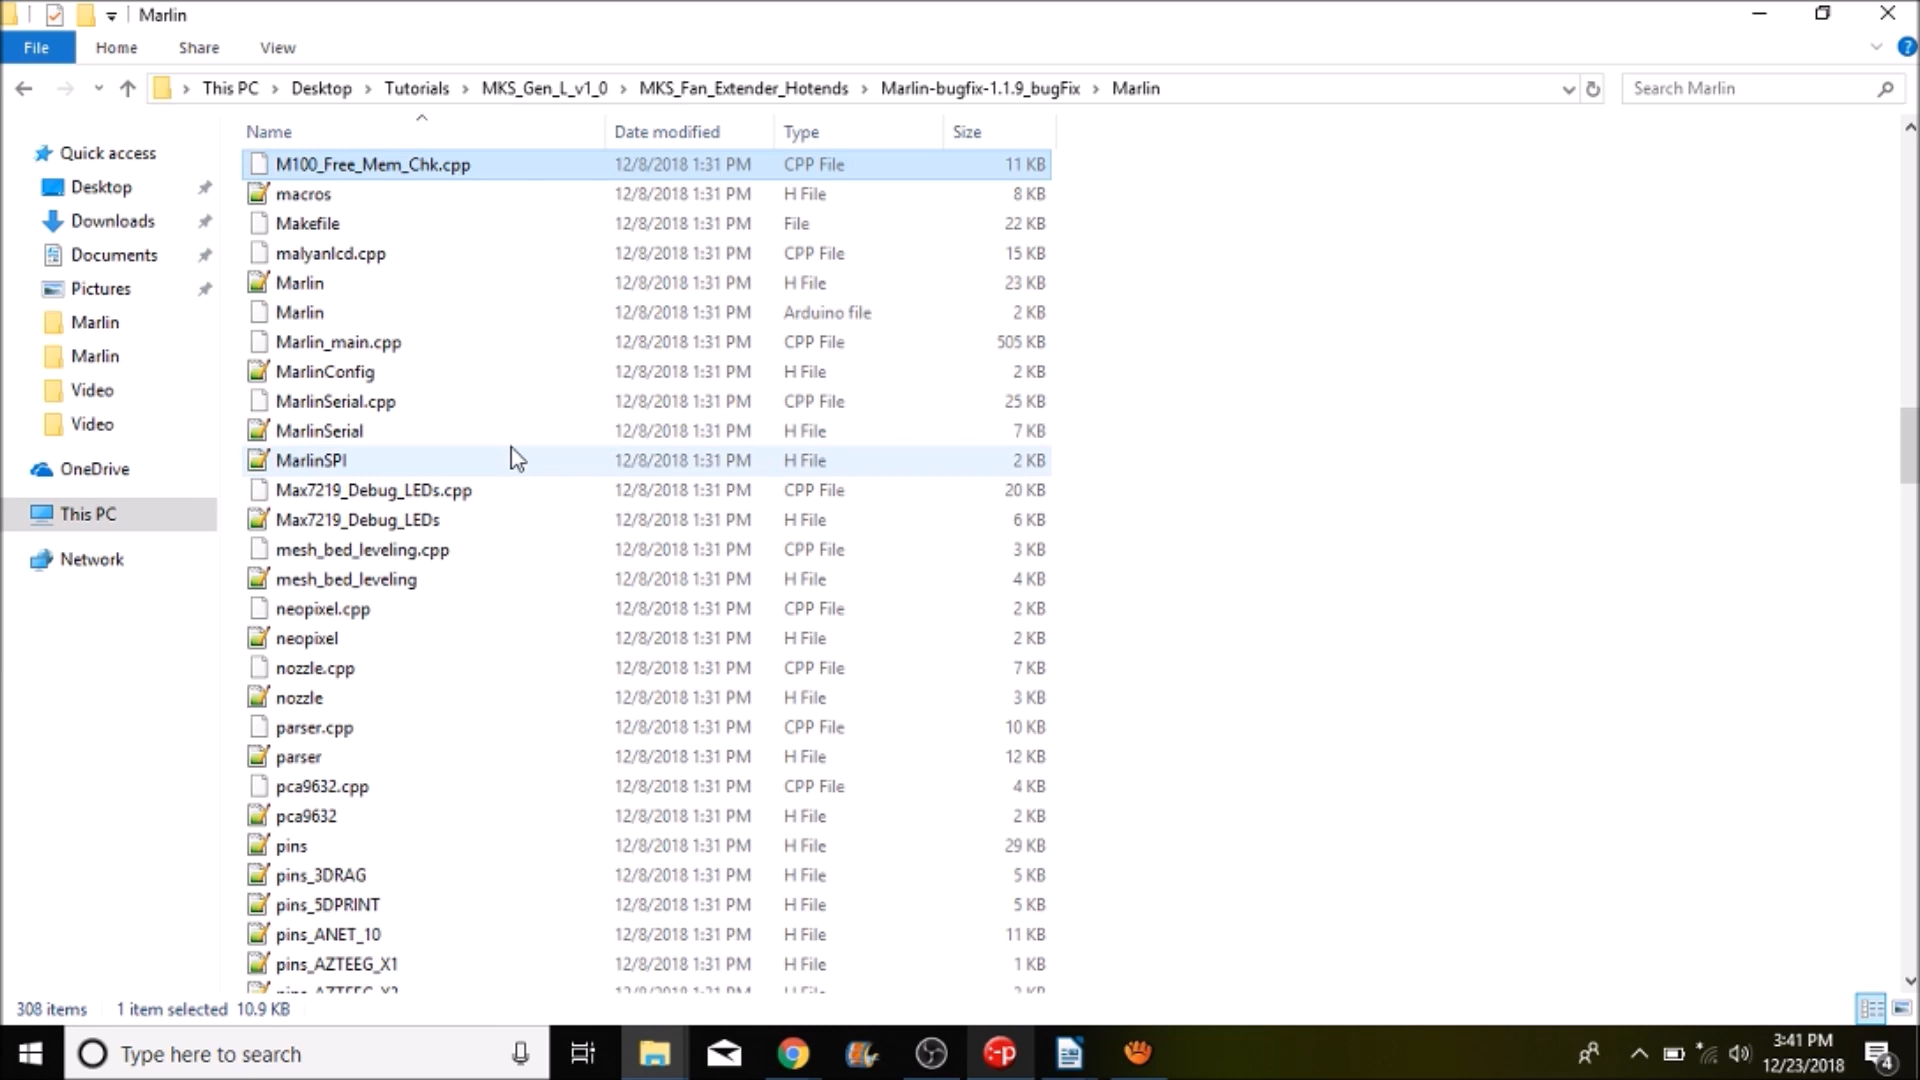 Marlin
File Home Share View
This PC Desktop Tutorials MKS_Gen_L_v1_0 MKS_Fan_Extender_Hotends Marlin-bugfix-1.1.9_bugFix Marlin Search Marlin
Name Date modified Type Size
Quick access
Desktop
Downloads
Documents
Pictures
Marlin
Marlin
Video
Video
OneDrive
This PC
Network
M100_Free_Mem_Chk.cpp 12/8/2018 1:31 PM CPP File 11 KB
macros 12/8/2018 1:31 PM H File 8 KB
Makefile 12/8/2018 1:31 PM File 22 KB
malyanlcd.cpp 12/8/2018 1:31 PM CPP File 15 KB
Marlin 12/8/2018 1:31 PM H File 23 KB
Marlin 12/8/2018 1:31 PM Arduino file 2 KB
Marlin_main.cpp 12/8/2018 1:31 PM CPP File 505 KB
MarlinConfig 12/8/2018 1:31 PM H File 2 KB
MarlinSerial.cpp 12/8/2018 1:31 PM CPP File 25 KB
MarlinSerial 12/8/2018 1:31 PM H File 7 KB
MarlinSPI 12/8/2018 1:31 PM H File 2 KB
Max7219_Debug_LEDs.cpp 12/8/2018 1:31 PM CPP File 20 KB
Max7219_Debug_LEDs 12/8/2018 1:31 PM H File 6 KB
mesh_bed_leveling.cpp 12/8/2018 1:31 PM CPP File 3 KB
mesh_bed_leveling 12/8/2018 1:31 PM H File 4 KB
neopixel.cpp 12/8/2018 1:31 PM CPP File 2 KB
neopixel 12/8/2018 1:31 PM H File 2 KB
nozzle.cpp 12/8/2018 1:31 PM CPP File 7 KB
nozzle 12/8/2018 1:31 PM H File 3 KB
parser.cpp 12/8/2018 1:31 PM CPP File 10 KB
parser 12/8/2018 1:31 PM H File 12 KB
pca9632.cpp 12/8/2018 1:31 PM CPP File 4 KB
pca9632 12/8/2018 1:31 PM H File 2 KB
pins 12/8/2018 1:31 PM H File 29 KB
pins_3DRAG 12/8/2018 1:31 PM H File 5 KB
pins_5DPRINT 12/8/2018 1:31 PM H File 5 KB
pins_ANET_10 12/8/2018 1:31 PM H File 11 KB
pins_AZTEEG_X1 12/8/2018 1:31 PM H File 1 KB
308 items 1 item selected 10.9 KB
Type here to search
3:41 PM
12/23/2018
4